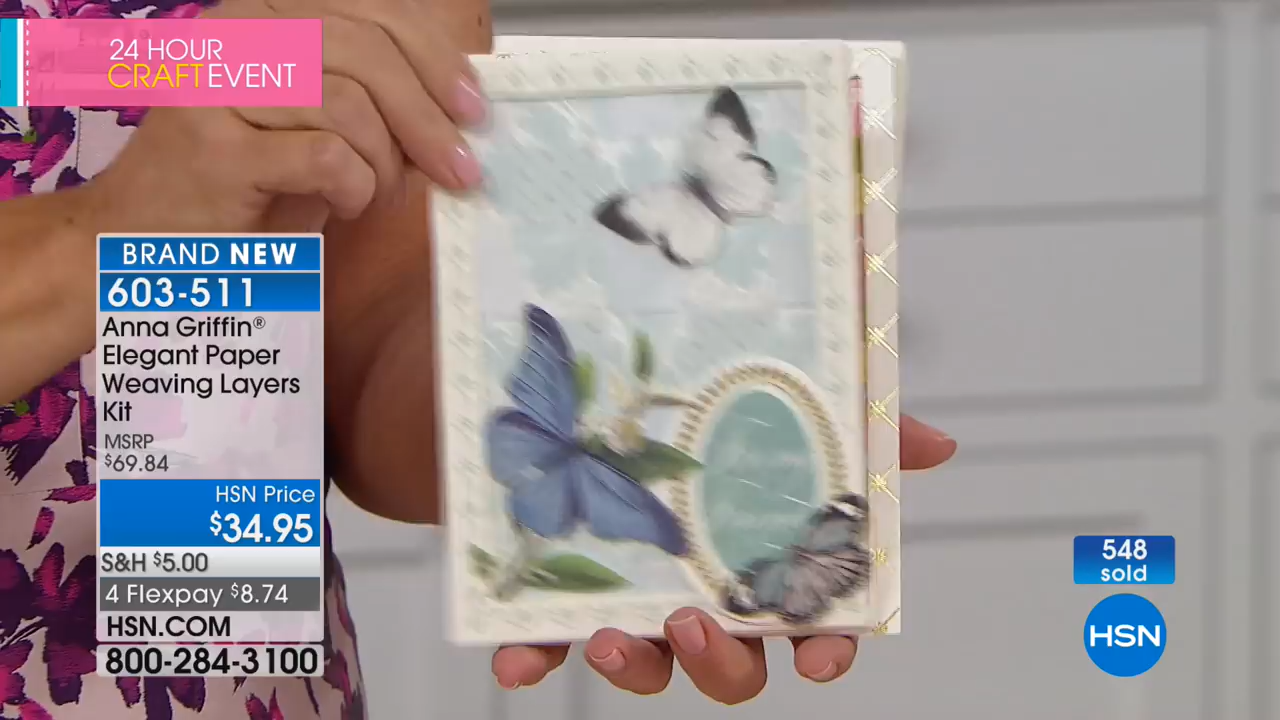 24 HOUR
CRAFT EVENT
BRAND NEW
603-511
Anna Griffin®
Elegant Paper
Weaving Layers
Kit
MSRP
$69.84
HSN Price
$34.95
S&H $5.00
4 Flexpay $8.74
HSN.COM
800-284-3100
548
sold
HSN